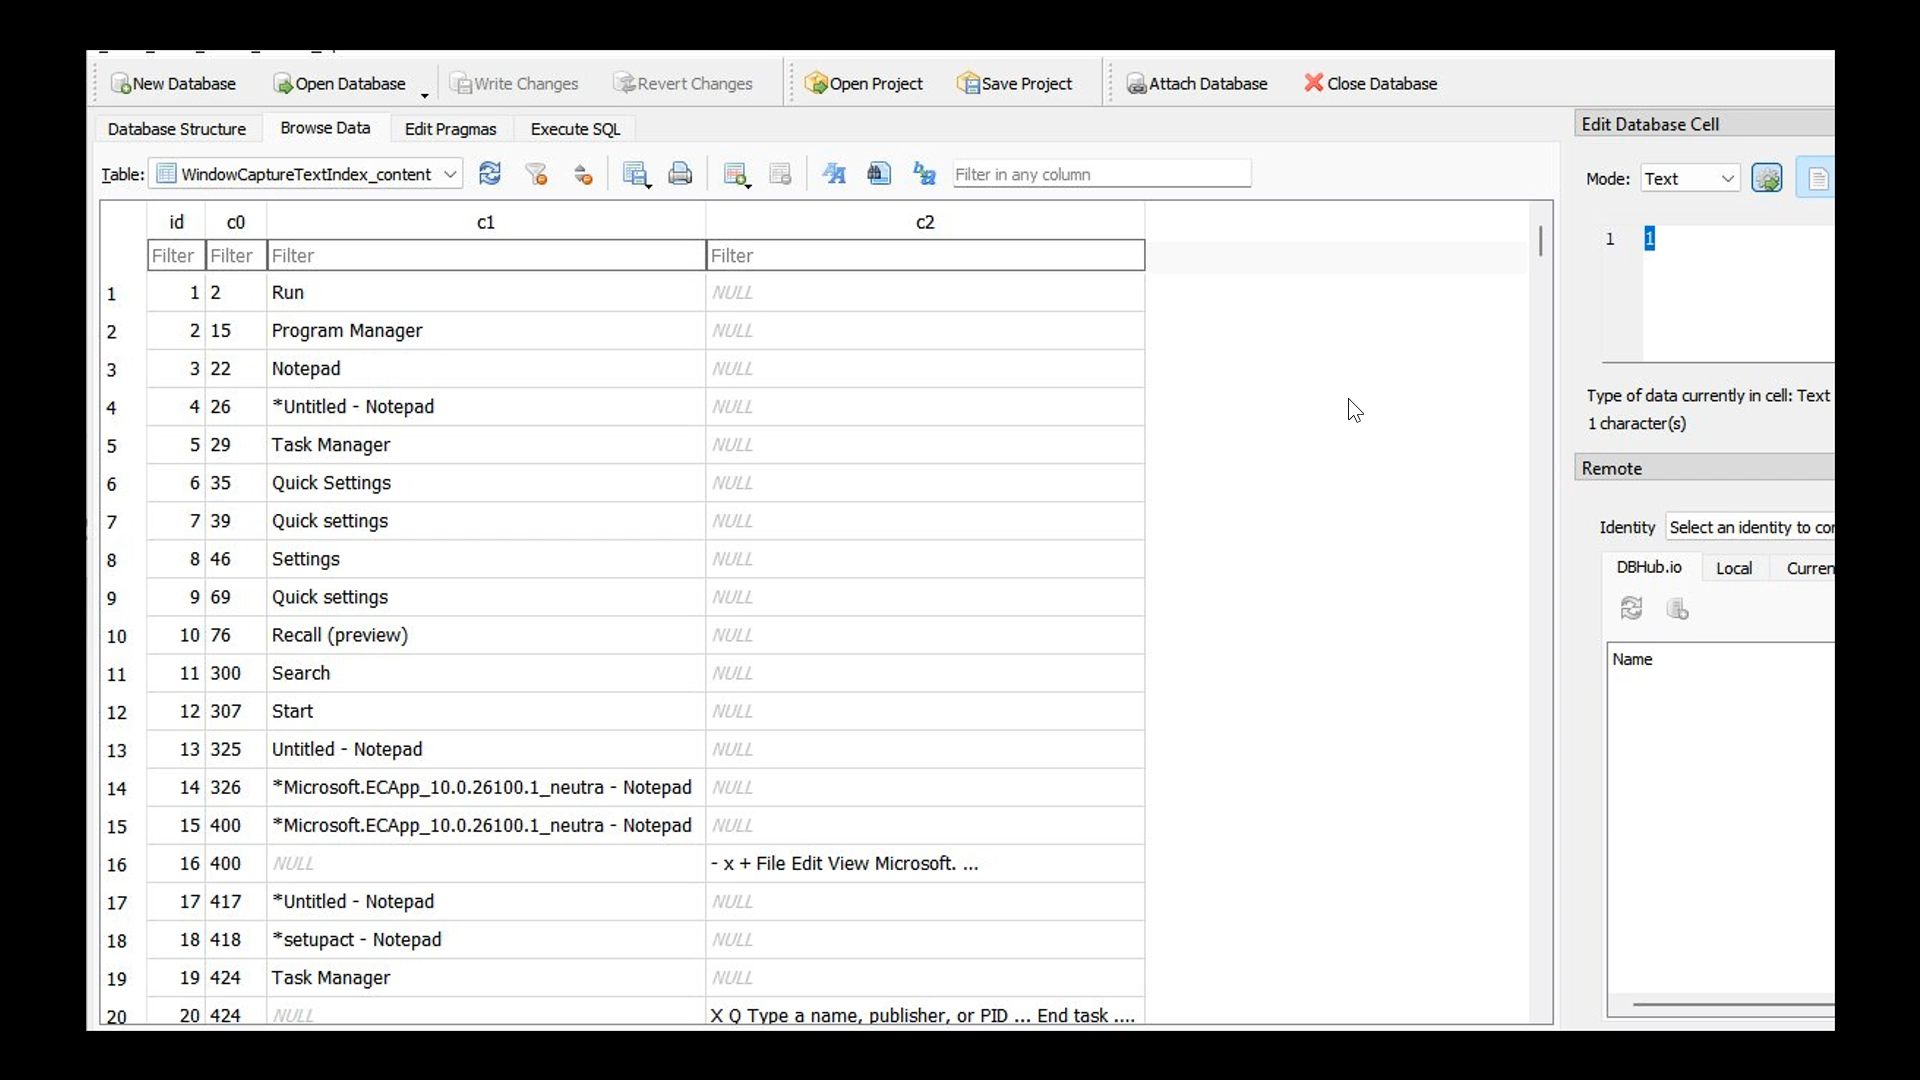 New Database Open Database Write Changes Revert Changes Open Project Save Project Attach Database Close Database
Database Structure Browse Data Edit Pragmas Execute SQL
Table: WindowCaptureTextIndex_content Filter in any column
id c0 c1 c2
Filter Filter Filter Filter
1 1 2 Run NULL
2 2 15 Program Manager NULL
3 3 22 Notepad NULL
4 4 26 *Untitled - Notepad NULL
5 5 29 Task Manager NULL
6 6 35 Quick Settings NULL
7 7 39 Quick settings NULL
8 8 46 Settings NULL
9 9 69 Quick settings NULL
10 10 76 Recall (preview) NULL
11 11 300 Search NULL
12 12 307 Start NULL
13 13 325 Untitled - Notepad NULL
14 14 326 *Microsoft.ECApp_10.0.26100.1_neutra - Notepad NULL
15 15 400 *Microsoft.ECApp_10.0.26100.1_neutra - Notepad NULL
16 16 400 NULL - x + File Edit View Microsoft. ...
17 17 417 *Untitled - Notepad NULL
18 18 418 *setupact - Notepad NULL
19 19 424 Task Manager NULL
20 20 424 NULL X Q Type a name, publisher, or PID ... End task ....
Edit Database Cell
Mode: Text
1 1
Type of data currently in cell: Text
1 character(s)
Remote
Identity Select an identity to cor
DBHub.io Local Curren
Name